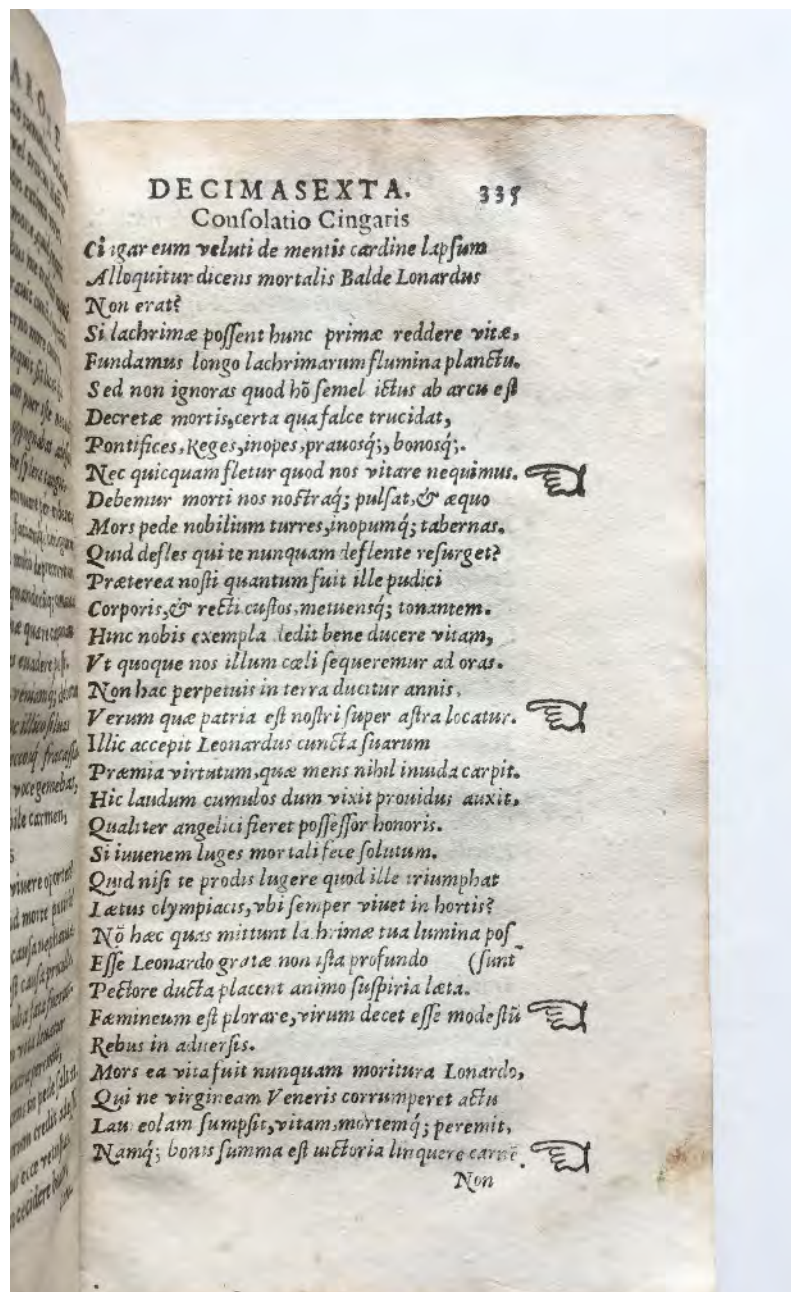 DECIMASEXTA. 335
Conſolatio Cingaris
Cingar eum veluti de mentis cardine lapſum
Alloquitur dicens mortalis Balde Lonardus
Non erat?
Si lachrimæ poſſent hunc primæ reddere vitæ,
Fundamus longo lachrimarum flumina planctu.
Sed non ignoras quod hõ ſemel ictus ab arcu eſt
Decretæ mortis, certa qua falce trucidat,
Pontifices, Reges, inopes, prauosq́;, bonosq́;.
Nec quicquam fletur quod nos vitare nequimus.
Debemur morti nos noſtraq́; pulſat, & æquo
Mors pede nobilium turres, inopumq́; tabernas.
Quid defles qui te nunquam deflente reſurget?
Præterea noſti quantum fuit ille pudici
Corporis, & recti cuſtos, metuensq́; tonantem.
Hinc nobis exempla dedit bene ducere vitam,
Vt quoque nos illum cæli ſequeremur ad oras.
Non hac perpetuis in terra ducitur annis,
Verum quæ patria eſt noſtri ſuper aſtra locatur.
Illic accepit Leonardus cuncta ſuarum
Præmia virtutum, quæ mens nihil inuida carpit.
Hic laudum cumulos dum vixit prouidus auxit,
Qualiter angelici fieret poſſeſſor honoris.
Si iuuenem luges mortali fece ſolutum,
Quid niſi te prodis lugere quod ille triumphat
Lætus olympiacis, vbi ſemper viuet in hortis?
Nõ hæc quas mittunt lachrimæ tua lumina poſ
Eſſe Leonardo gratæ non iſta profundo (ſunt
Pectore ducta placent animo ſuſpiria læta.
Fæmineum eſt plorare, virum decet eſſe modeſtũ
Rebus in aduerſis.
Mors ea vita fuit nunquam moritura Lonardo,
Qui ne virgineam Veneris corrumperet actu
Laureolam ſumpſit, vitam, mortemq́; peremit,
Namq́; bonis ſumma eſt uictoria linquere carnẽ.
Non